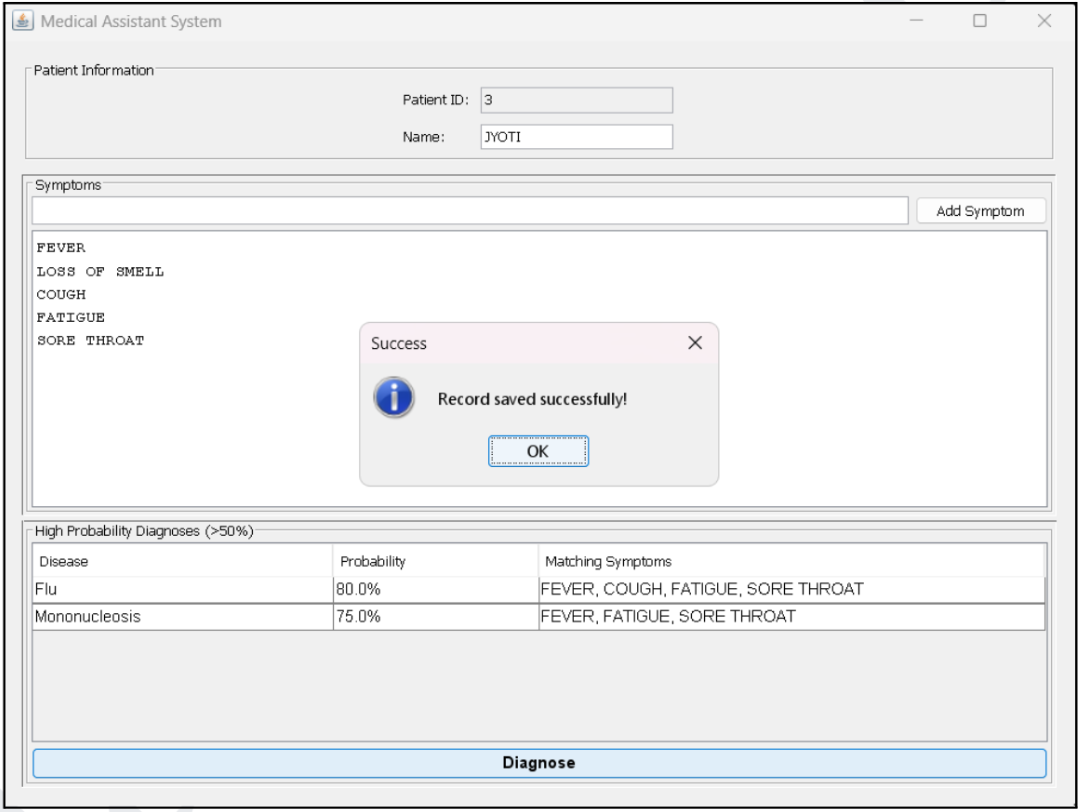 Medical Assistant System
Patient Information
Patient ID: 3
Name: JYOTI
Symptoms
Add Symptom
FEVER
LOSS OF SMELL
COUGH
FATIGUE
SORE THROAT
Success
Record saved successfully!
OK
High Probability Diagnoses (>50%)
Disease Probability Matching Symptoms
Flu 80.0% FEVER, COUGH, FATIGUE, SORE THROAT
Mononucleosis 75.0% FEVER, FATIGUE, SORE THROAT
Diagnose